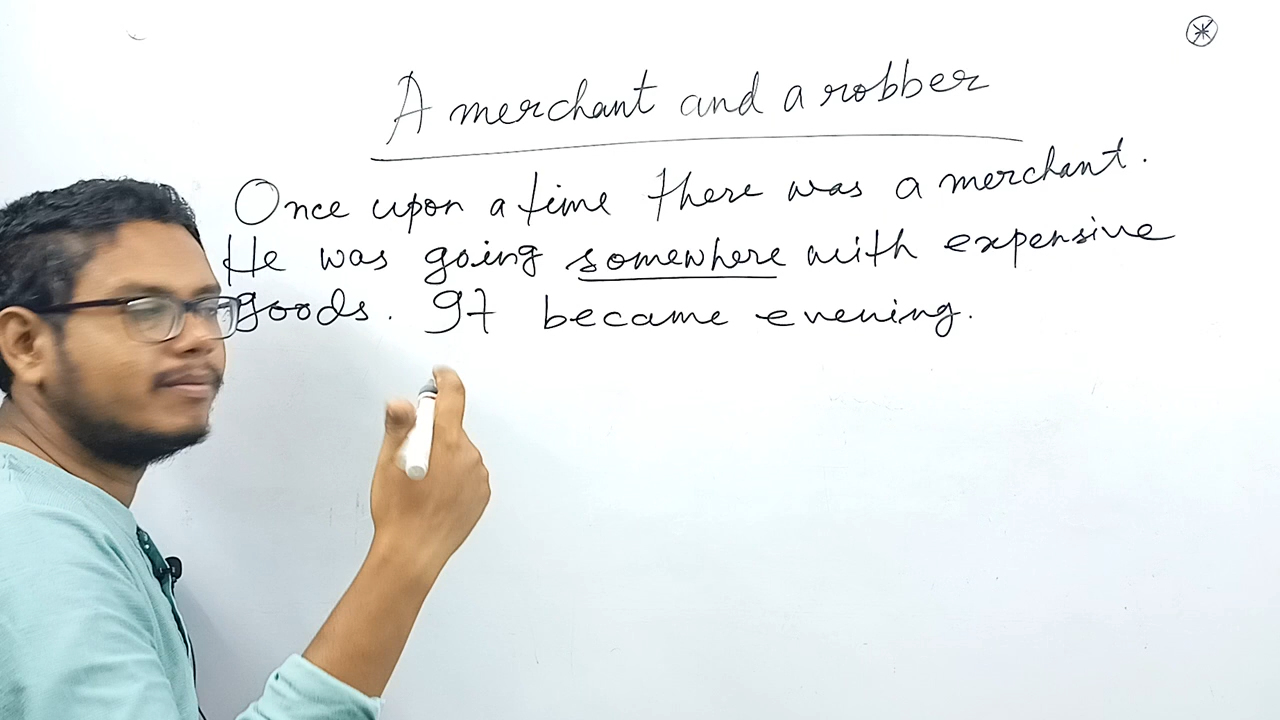 A merchant and a robber
Once upon a time there was a merchant.
He was going somewhere with expensive
goods. It became evening.